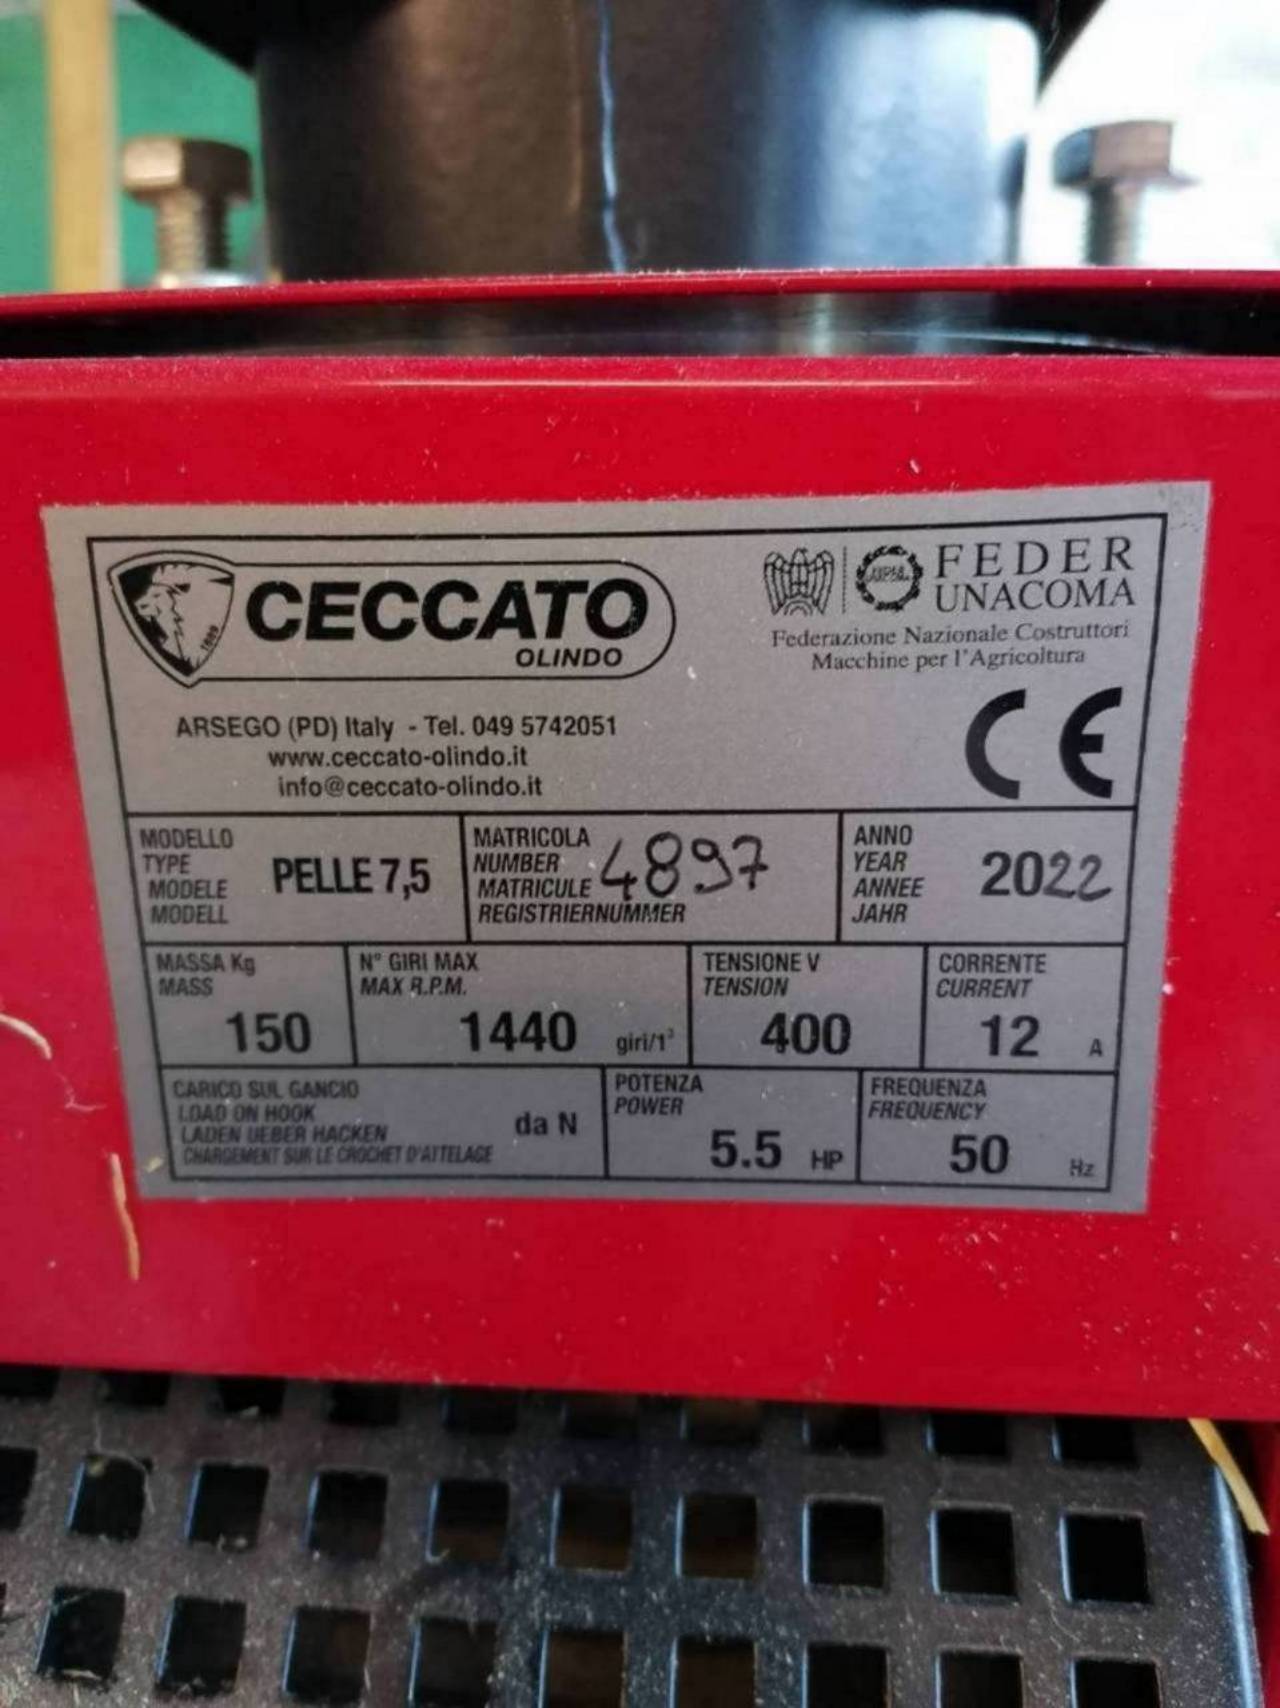 CECCATO
OLINDO
1909
FEDER
UNACOMA
Federazione Nazionale Costruttori
Macchine per l'Agricoltura
ARSEGO (PD) Italy - Tel. 049 5742051
www.ceccato-olindo.it
info@ceccato-olindo.it
CE
MODELLO
TYPE
MODELE
MODELL
PELLE 7,5
MATRICOLA
NUMBER
MATRICULE
REGISTRIERNUMMER
4897
ANNO
YEAR
ANNEE
JAHR
2022
MASSA Kg
MASS
150
N° GIRI MAX
MAX R.P.M.
1440 giri/1'
TENSIONE V
TENSION
400
CORRENTE
CURRENT
12 A
CARICO SUL GANCIO
LOAD ON HOOK
LADEN UEBER HACKEN
CHARGEMENT SUR LE CROCHET D'ATTELAGE
da N
POTENZA
POWER
5.5 HP
FREQUENZA
FREQUENCY
50 Hz